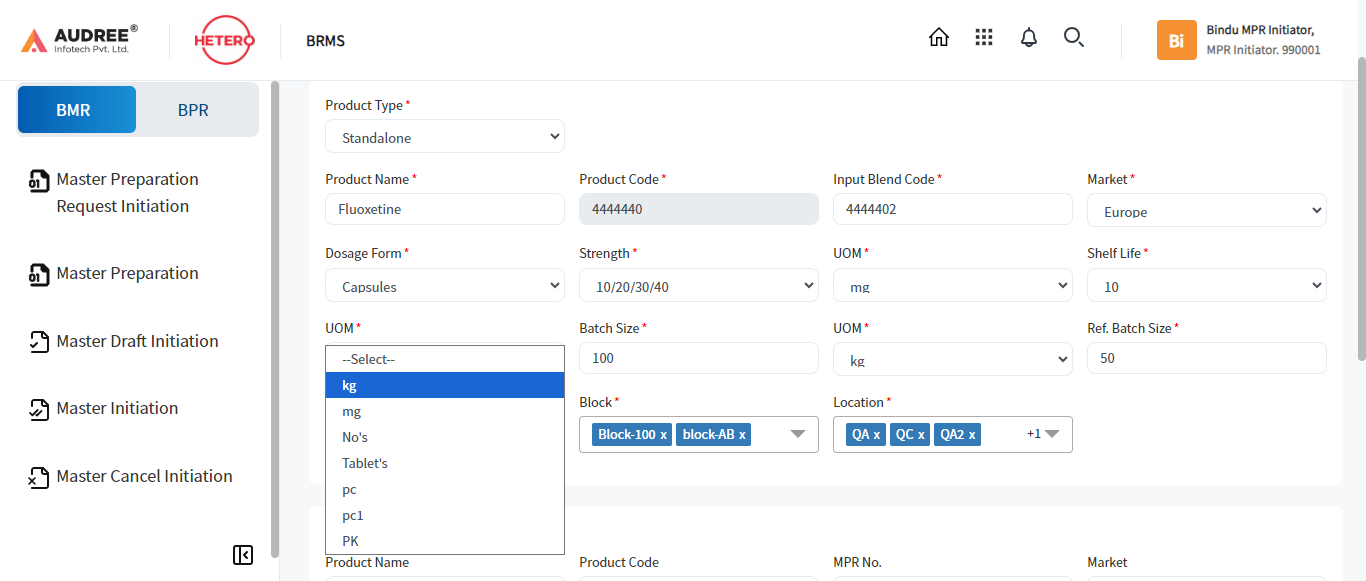 AUDREE®
Infotech Pvt. Ltd.
HETERO
BRMS
Bi
Bindu MPR Initiator,
MPR Initiator. 990001
BMR
BPR
Master Preparation
Request Initiation
Master Preparation
Master Draft Initiation
Master Initiation
Master Cancel Initiation
Product Type *
Standalone
Product Name * Product Code * Input Blend Code * Market *
Fluoxetine 4444440 4444402 Europe
Dosage Form * Strength * UOM * Shelf Life *
Capsules 10/20/30/40 mg 10
UOM * Batch Size * UOM * Ref. Batch Size *
100 kg 50
--Select--
kg
mg
No's
Tablet's
pc
pc1
PK
Block * Location *
Block-100 x block-AB x QA x QC x QA2 x +1
Product Name Product Code MPR No. Market